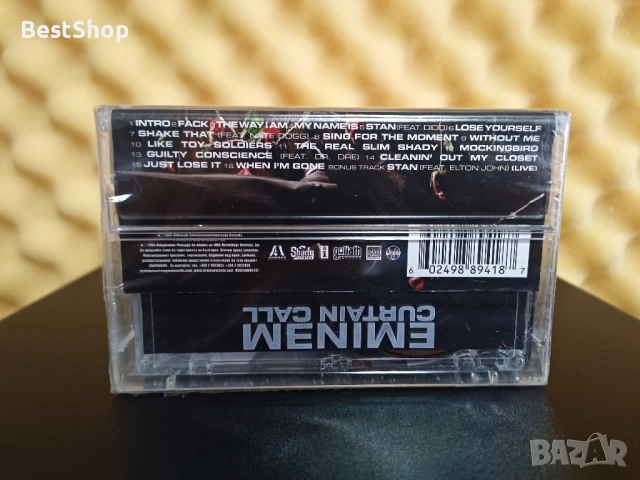 BestShop
1 INTRO 2 FACK 3 THE WAY I AM 4 MY NAME IS 5 STAN (FEAT. DIDO) 6 LOSE YOURSELF
7 SHAKE THAT (FEAT. NATE DOGG) 8 SING FOR THE MOMENT 9 WITHOUT ME
10 LIKE TOY SOLDIERS 11 THE REAL SLIM SHADY 12 MOCKINGBIRD
13 GUILTY CONSCIENCE (FEAT. DR. DRE) 14 CLEANIN' OUT MY CLOSET
15 JUST LOSE IT 16 WHEN I'M GONE BONUS TRACK STAN (FEAT. ELTON JOHN) (LIVE)
Shady
goliath
6 02498 89418 7
EMINEM
CURTAIN CALL
BAZAR